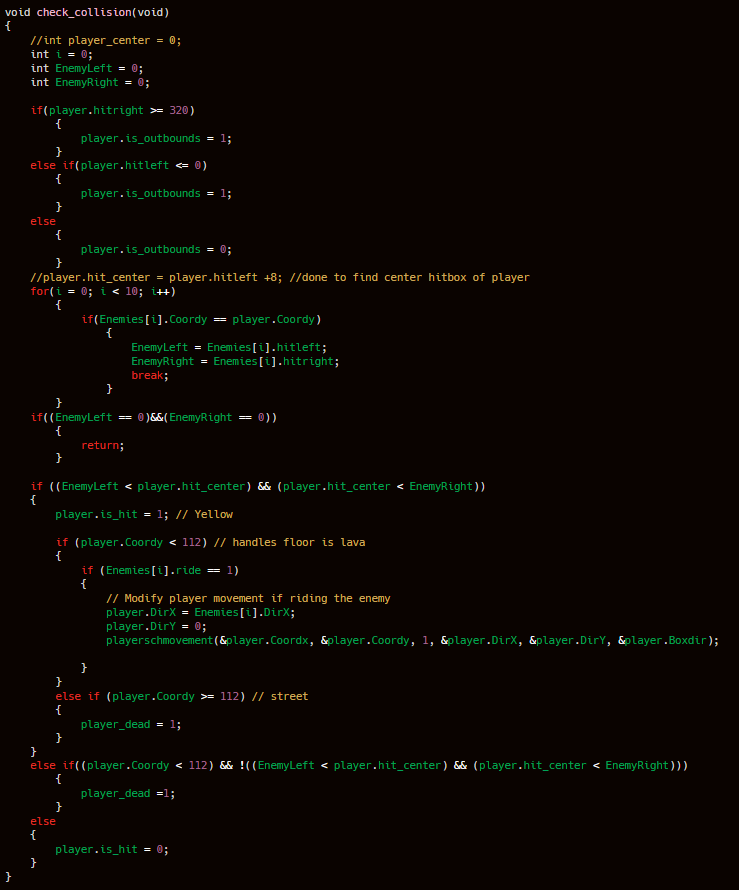 void check_collision(void)
{
    //int player_center = 0;
    int i = 0;
    int EnemyLeft = 0;
    int EnemyRight = 0;

    if(player.hitright >= 320)
        {
            player.is_outbounds = 1;
        }
    else if(player.hitleft <= 0)
        {
            player.is_outbounds = 1;
        }
    else
        {
            player.is_outbounds = 0;
        }
    //player.hit_center = player.hitleft +8; //done to find center hitbox of player
    for(i = 0; i < 10; i++)
        {
            if(Enemies[i].Coordy == player.Coordy)
                {
                    EnemyLeft = Enemies[i].hitleft;
                    EnemyRight = Enemies[i].hitright;
                    break;
                }
        }
    if((EnemyLeft == 0)&&(EnemyRight == 0))
        {
            return;
        }

    if ((EnemyLeft < player.hit_center) && (player.hit_center < EnemyRight))
    {
        player.is_hit = 1; // Yellow

        if (player.Coordy < 112) // handles floor is lava
        {
            if (Enemies[i].ride == 1)
            {
                // Modify player movement if riding the enemy
                player.DirX = Enemies[i].DirX;
                player.DirY = 0;
                playerschmovement(&player.Coordx, &player.Coordy, 1, &player.DirX, &player.DirY, &player.Boxdir);

            }
        }
        else if (player.Coordy >= 112) // street
        {
            player_dead = 1;
        }
    }
    else if((player.Coordy < 112) && !((EnemyLeft < player.hit_center) && (player.hit_center < EnemyRight)))
        {
            player_dead =1;
        }
    else
    {
        player.is_hit = 0;
    }
}